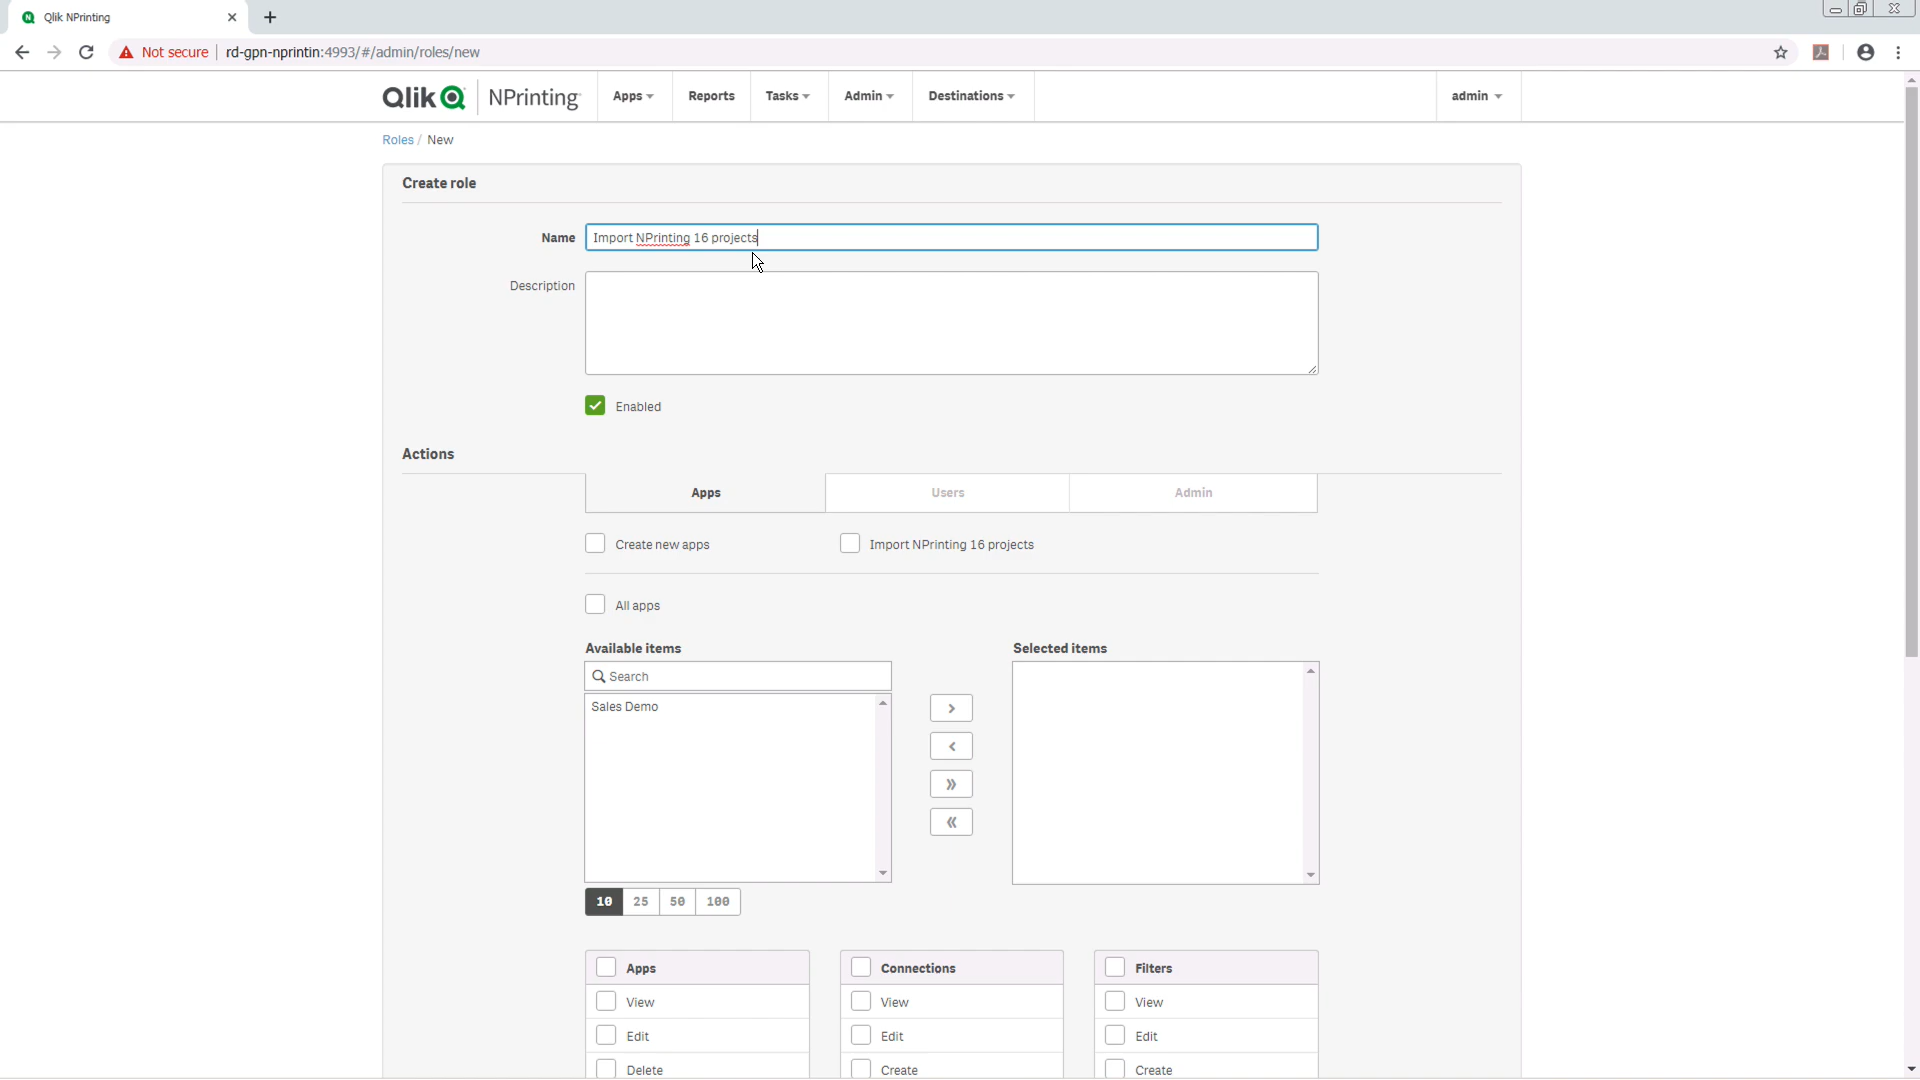 Qlik NPrinting
Not secure rd-gpn-nprintin:4993/#/admin/roles/new
Qlik NPrinting Apps Reports Tasks Admin Destinations admin
Roles / New
Create role
Name Import NPrinting 16 projects
Description
Enabled
Actions
Apps Users Admin
Create new apps Import NPrinting 16 projects
All apps
Available items Selected items
Search
Sales Demo
>
<
»
«
10 25 50 100
Apps Connections Filters
View View View
Edit Edit Edit
Delete Create Create